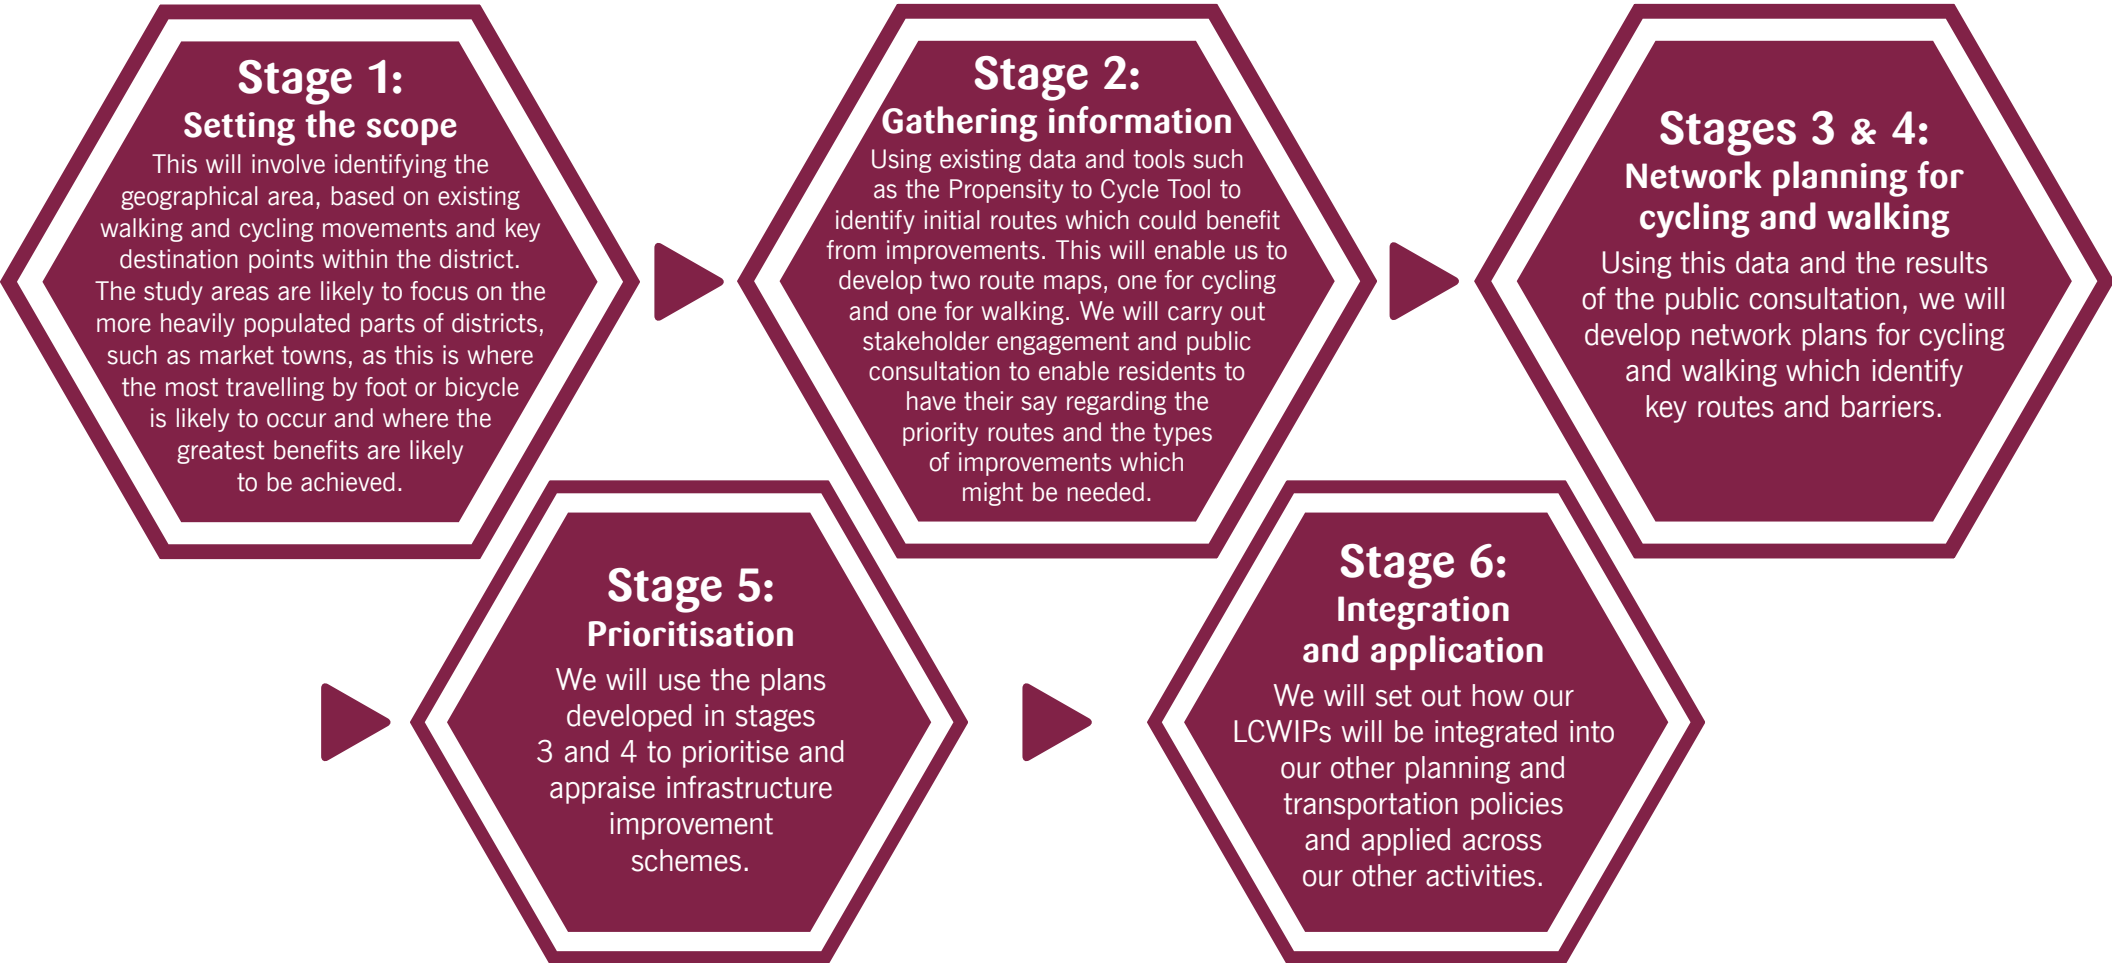 Stage 1:
Setting the scope
This will involve identifying the
geographical area, based on existing
walking and cycling movements and key
destination points within the district.
The study areas are likely to focus on the
more heavily populated parts of districts,
such as market towns, as this is where
the most travelling by foot or bicycle
is likely to occur and where the
greatest benefits are likely
to be achieved.
Stage 2:
Gathering information
Using existing data and tools such
as the Propensity to Cycle Tool to
identify initial routes which could benefit
from improvements. This will enable us to
develop two route maps, one for cycling
and one for walking. We will carry out
stakeholder engagement and public
consultation to enable residents to
have their say regarding the
priority routes and the types
of improvements which
might be needed.
Stages 3 & 4:
Network planning for
cycling and walking
Using this data and the results
of the public consultation, we will
develop network plans for cycling
and walking which identify
key routes and barriers.
Stage 5:
Prioritisation
We will use the plans
developed in stages
3 and 4 to prioritise and
appraise infrastructure
improvement
schemes.
Stage 6:
Integration
and application
We will set out how our
LCWIPs will be integrated into
our other planning and
transportation policies
and applied across
our other activities.